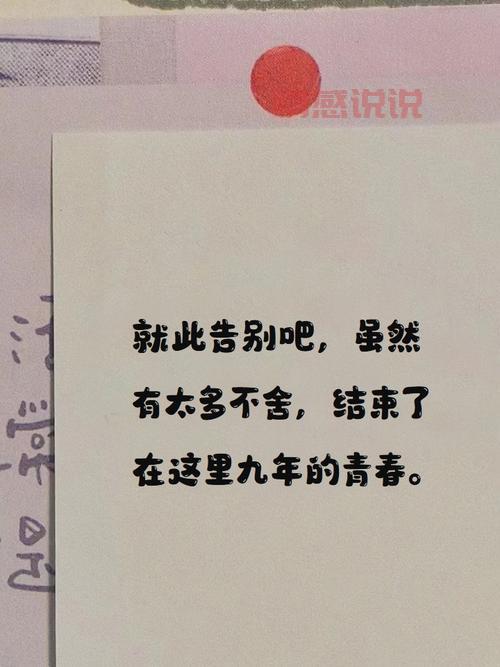 情感说说
就此告别吧，虽然
有太多不舍，结束了
在这里九年的青春。